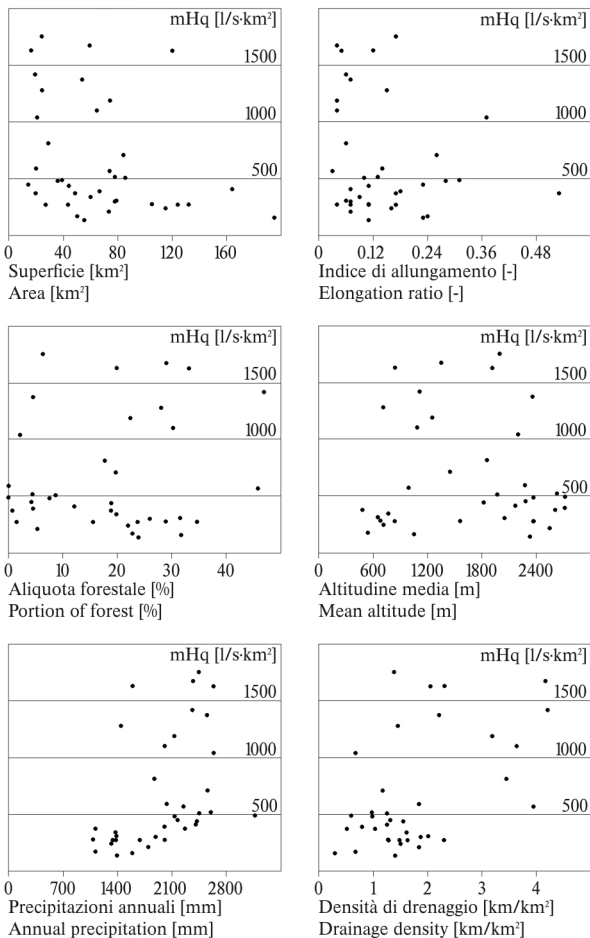 mHq [l/s·km²]
1500
1000
500
0 40 80 120 160
Superficie [km²]
Area [km²]
mHq [l/s·km²]
1500
1000
500
0 0.12 0.24 0.36 0.48
Indice di allungamento [-]
Elongation ratio [-]
mHq [l/s·km²]
1500
1000
500
0 10 20 30 40
Aliquota forestale [%]
Portion of forest [%]
mHq [l/s·km²]
1500
1000
500
0 600 1200 1800 2400
Altitudine media [m]
Mean altitude [m]
mHq [l/s·km²]
1500
1000
500
0 700 1400 2100 2800
Precipitazioni annuali [mm]
Annual precipitation [mm]
mHq [l/s·km²]
1500
1000
500
0 1 2 3 4
Densità di drenaggio [km/km²]
Drainage density [km/km²]